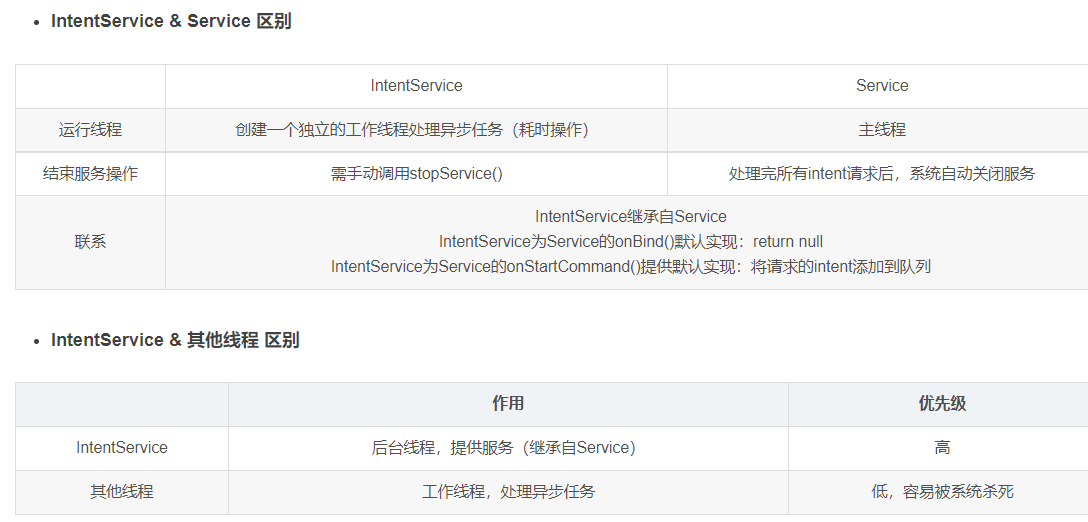 IntentService & Service 区别
IntentService Service
运行线程 创建一个独立的工作线程处理异步任务（耗时操） 主线程
结束服务操作 需手动调用stopService() 处理完所有intent请求后，系统自动关闭服务
IntentService继承自Service
联系 IntentService为Service的onBind()默认实现：return null
IntentService为Service的onStartCommand()提供默认实现：将请求的intent添加到队列
IntentService & 其他线程 区别
作用 优先级
IntentService 后台线程，提供服务（继承自Service） 高
其他线程 工作线程，处理异步任务 低，容易被系统杀死